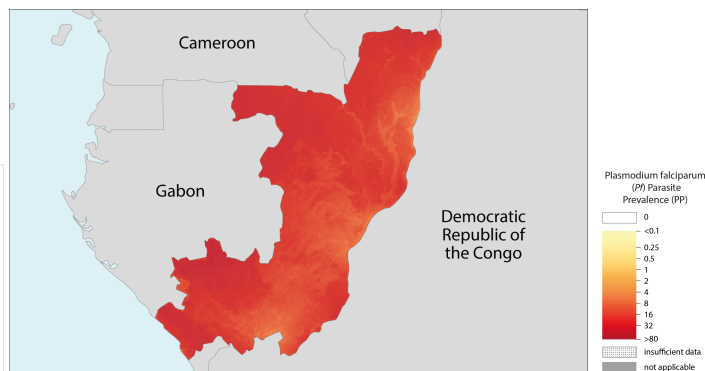 Cameroon
Gabon
Democratic
Republic of
the Congo
Plasmodium falciparum
(Pf) Parasite
Prevalence (PP)
0
<0.1
0.25
0.5
1
2
4
8
16
32
>80
insufficient data
not applicable